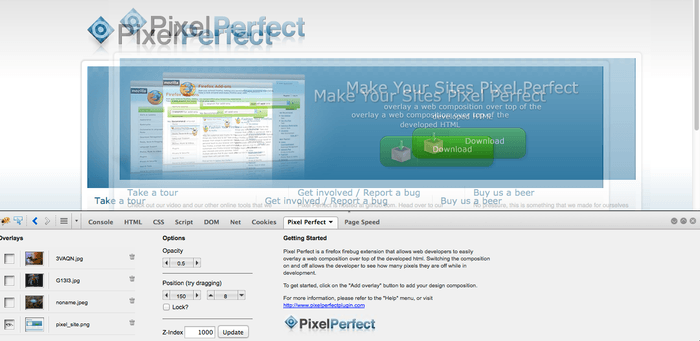 PixelPerfect
PixelPerfect
Make Your Sites Pixel-Perfect
Make Your Sites Pixel Perfect
overlay a web composition over top of the
overlay a web composition over top of the
developed HTML
developed HTML
Download
Download
Take a tour
Get involved / Report a bug
Buy us a beer
Take a tour
Get involved / Report a bug
Buy us a beer
Console HTML CSS Script DOM Net Cookies Pixel Perfect Page Speed
Overlays
3VAQN.jpg
G13I3.jpg
noname.jpeg
pixel_site.png
Options
Opacity
0.5
Position (try dragging)
160 8
Lock?
Z-Index 1000 Update
Getting Started
Pixel Perfect is a firefox firebug extension that allows web developers to easily
overlay a web composition over top of the developed html. Switching the composition
on and off allows the developer to see how many pixels they are off while in
development.
To get started, click on the "Add overlay" button to add your design composition.
For more information, please refer to the "Help" menu, or visit
http://www.pixelperfectplugin.com
PixelPerfect